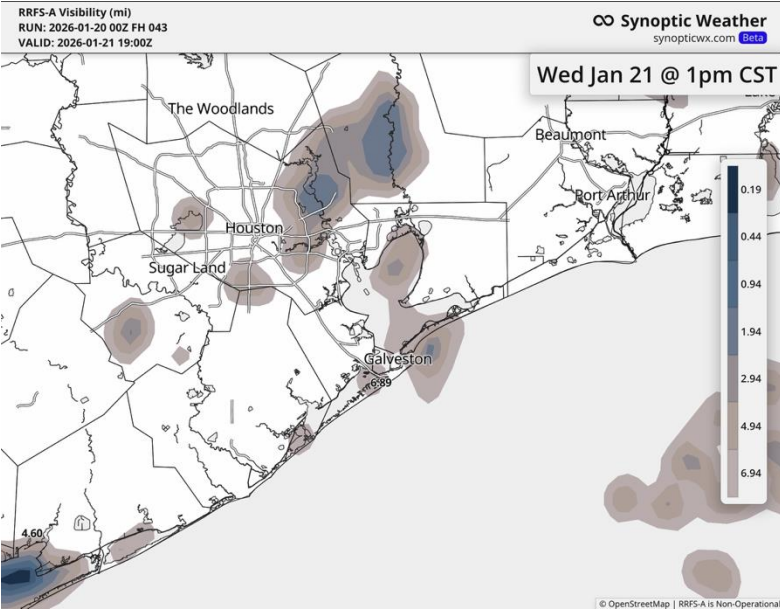 RRFS-A Visibility (mi)
RUN: 2026-01-20 00Z FH 043
VALID: 2026-01-21 19:00Z
Synoptic Weather
synopticwx.com Beta
Wed Jan 21 @ 1pm CST
The Woodlands
Beaumont
Port Arthur
Houston
Sugar Land
Galveston
6.89
4.60
0.19
0.44
0.94
1.94
2.94
4.94
6.94
© OpenStreetMap | RRFS-A is Non-Operational